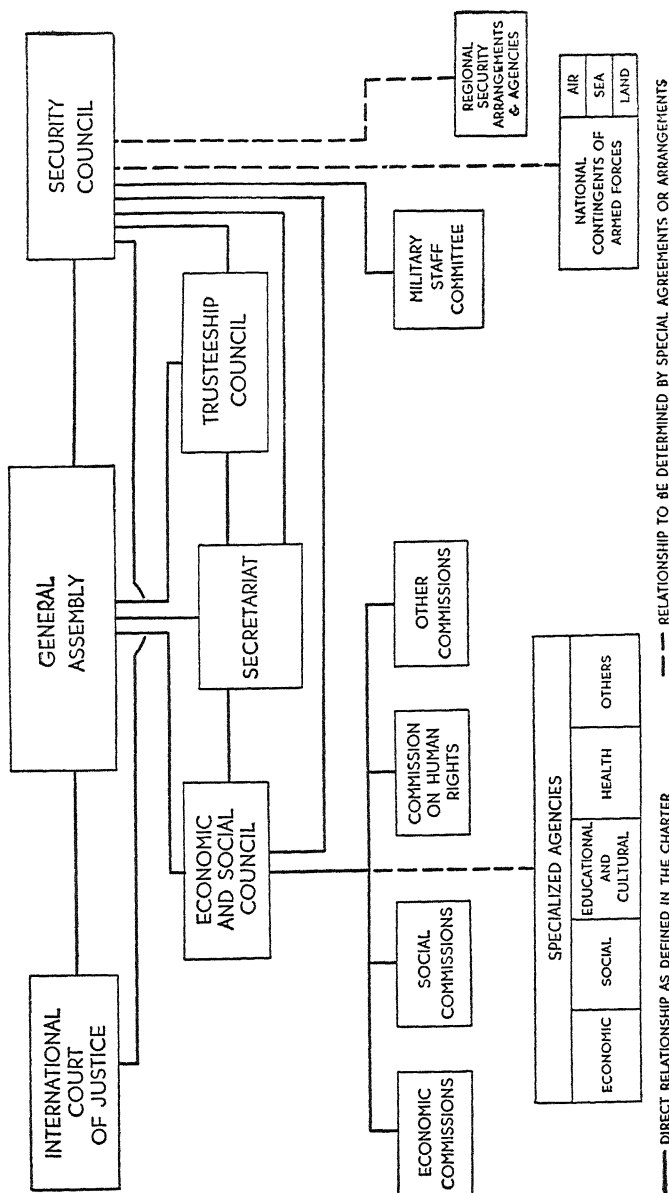 INTERNATIONAL
COURT
OF JUSTICE
GENERAL
ASSEMBLY
SECURITY
COUNCIL
ECONOMIC
AND SOCIAL
COUNCIL
SECRETARIAT
TRUSTEESHIP
COUNCIL
ECONOMIC
COMMISSIONS
SOCIAL
COMMISSIONS
COMMISSION
ON HUMAN
RIGHTS
OTHER
COMMISSIONS
MILITARY
STAFF
COMMITTEE
REGIONAL
SECURITY
ARRANGEMENTS
& AGENCIES
SPECIALIZED AGENCIES
ECONOMIC
SOCIAL
EDUCATIONAL
AND
CULTURAL
HEALTH
OTHERS
NATIONAL
CONTINGENTS OF
ARMED FORCES
AIR
SEA
LAND
DIRECT RELATIONSHIP AS DEFINED IN THE CHARTER
RELATIONSHIP TO BE DETERMINED BY SPECIAL AGREEMENTS OR ARRANGEMENTS